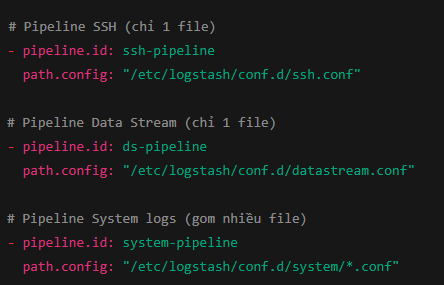 # Pipeline SSH (chỉ 1 file)
- pipeline.id: ssh-pipeline
  path.config: "/etc/logstash/conf.d/ssh.conf"
# Pipeline Data Stream (chỉ 1 file)
- pipeline.id: ds-pipeline
  path.config: "/etc/logstash/conf.d/datastream.conf"
# Pipeline System logs (gom nhiều file)
- pipeline.id: system-pipeline
  path.config: "/etc/logstash/conf.d/system/*.conf"